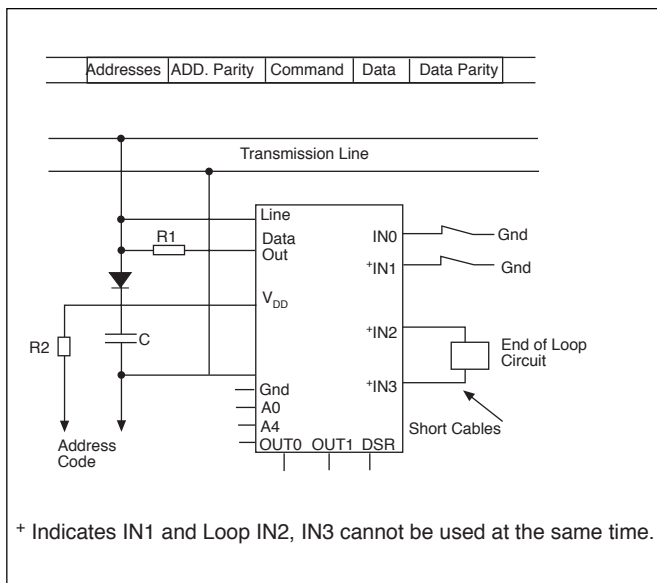 Addresses ADD. Parity Command Data Data Parity
Transmission Line
Line
R1
Data
Out
IN0
Gnd
+IN1
Gnd
VDD
R2
C
+IN2
End of Loop
Circuit
+IN3
Short Cables
Gnd
A0
A4
OUT0 OUT1 DSR
Address
Code
+ Indicates IN1 and Loop IN2, IN3 cannot be used at the same time.